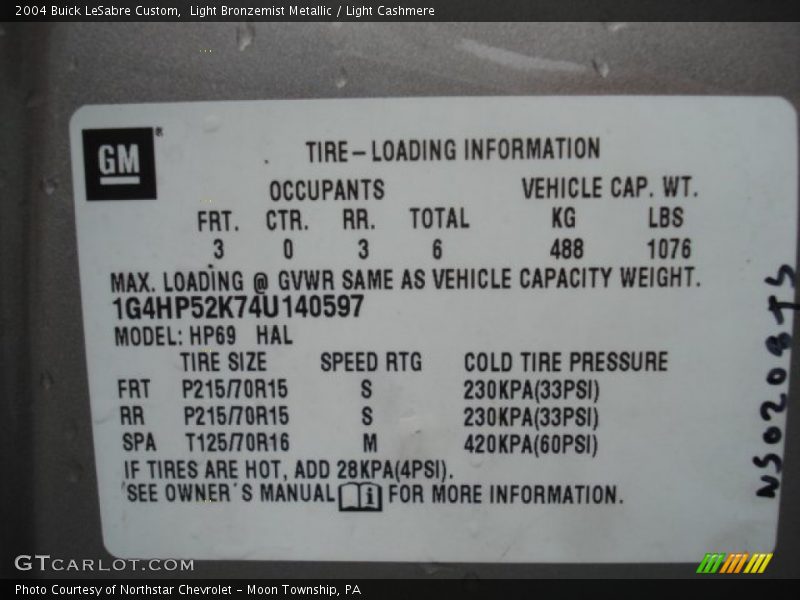 2004 Buick LeSabre Custom, Light Bronzemist Metallic / Light Cashmere
GM®
TIRE-LOADING INFORMATION
OCCUPANTS VEHICLE CAP. WT.
FRT. CTR. RR. TOTAL KG LBS
3 0 3 6 488 1076
MAX. LOADING @ GVWR SAME AS VEHICLE CAPACITY WEIGHT.
1G4HP52K74U140597
MODEL: HP69 HAL
TIRE SIZE SPEED RTG COLD TIRE PRESSURE
FRT P215/70R15 S 230KPA(33PSI)
RR P215/70R15 S 230KPA(33PSI)
SPA T125/70R16 M 420KPA(60PSI)
IF TIRES ARE HOT, ADD 28KPA(4PSI).
SEE OWNER'S MANUAL i FOR MORE INFORMATION.
GTCARLOT.COM
Photo Courtesy of Northstar Chevrolet - Moon Township, PA